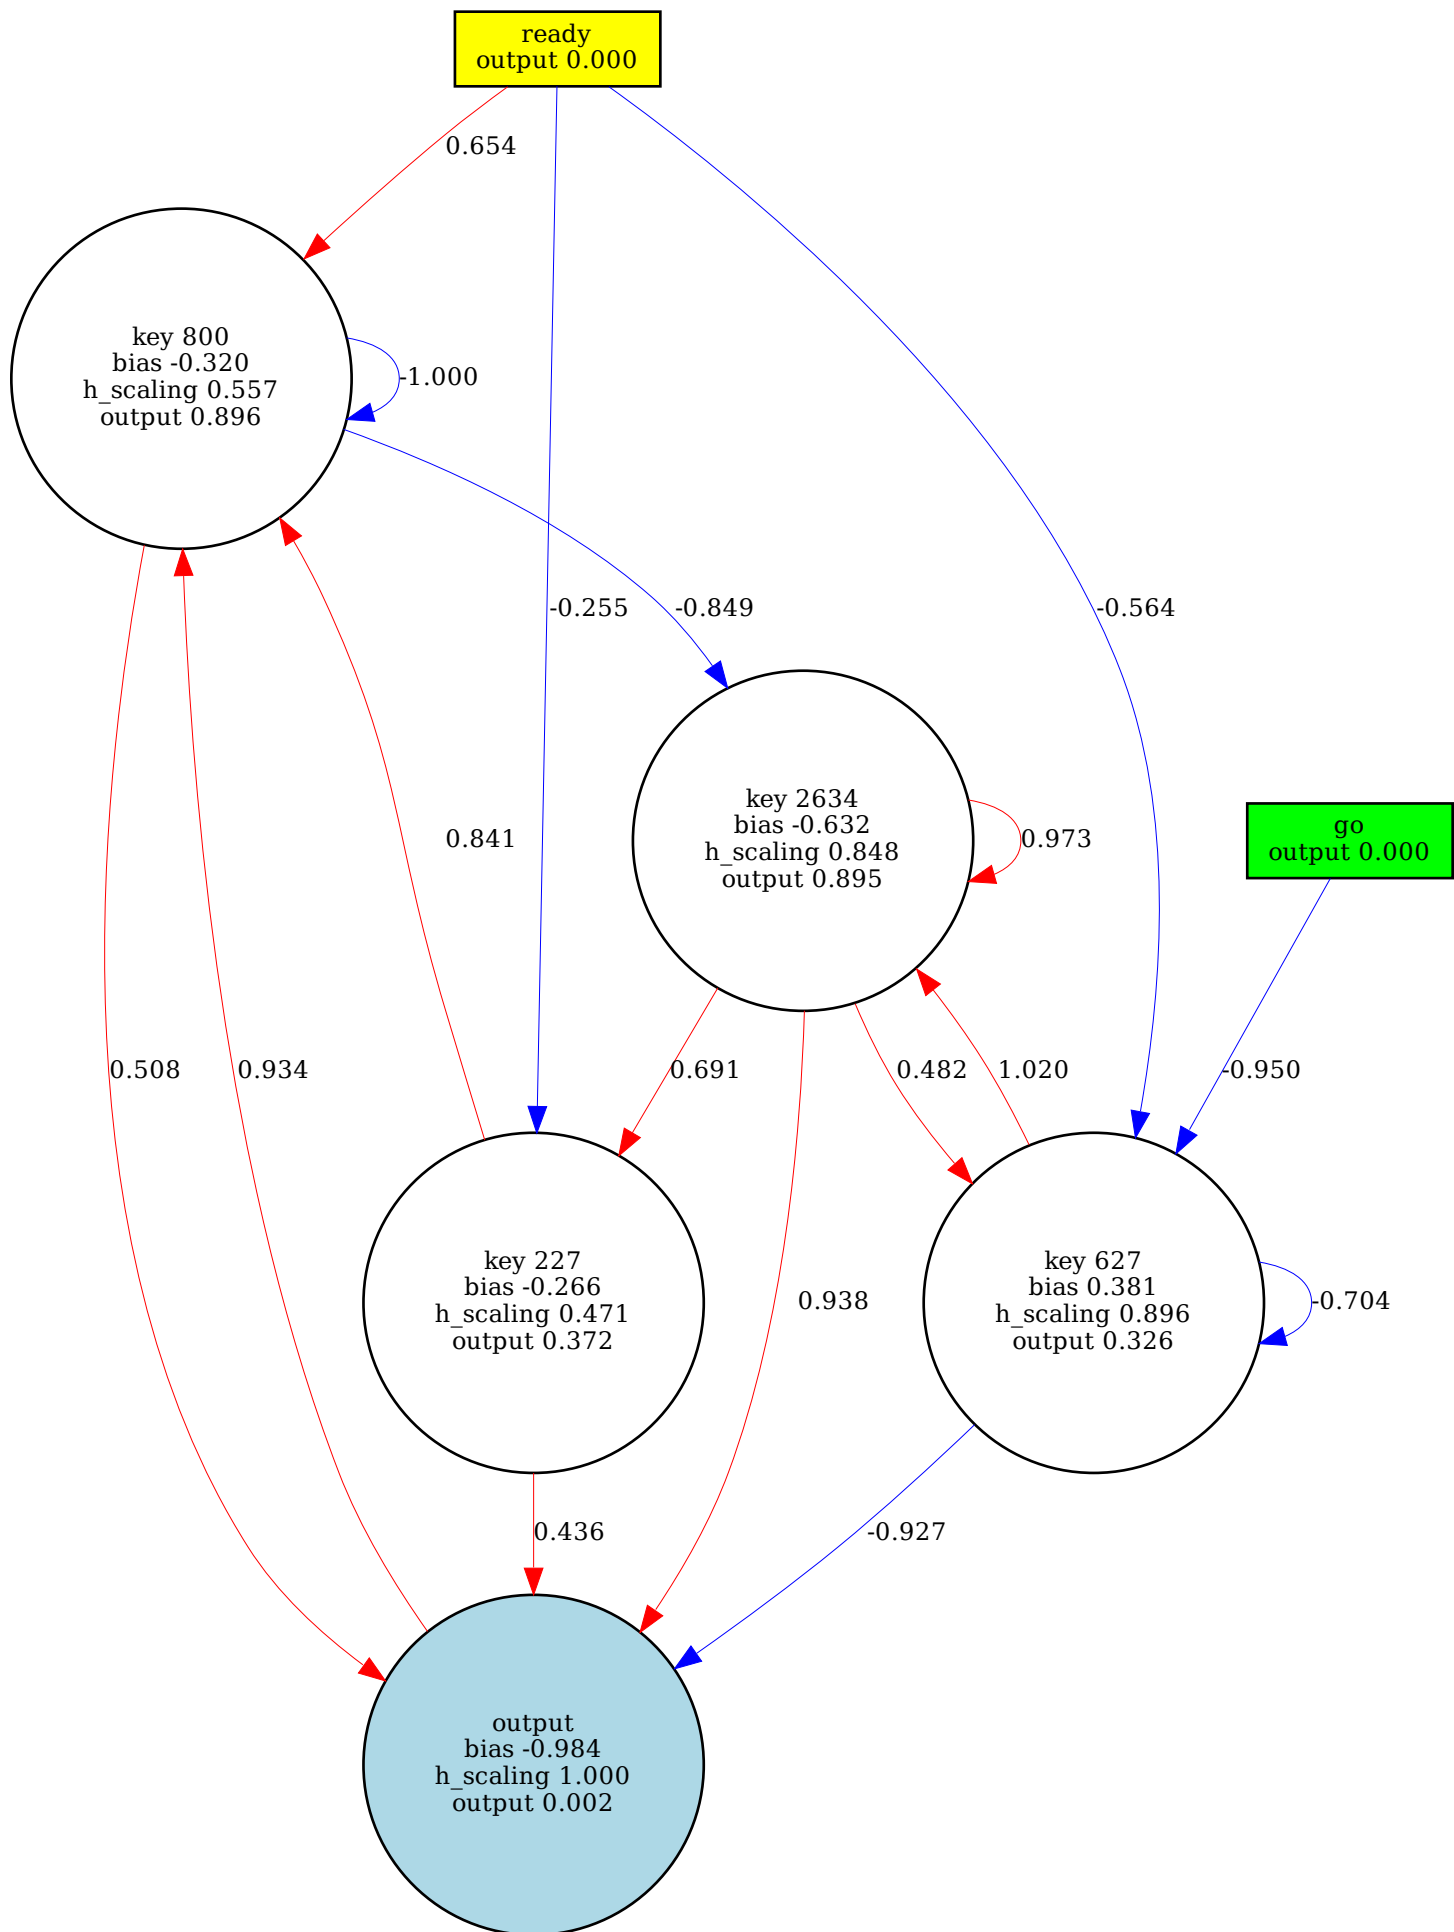 ready
output 0.000
0.654
key 800
bias -0.320
h_scaling 0.557
output 0.896
-1.000
-0.255
-0.849
-0.564
key 2634
bias -0.632
h_scaling 0.848
output 0.895
0.973
go
output 0.000
0.841
0.508
0.934
0.691
0.482
1.020
-0.950
key 227
bias -0.266
h_scaling 0.471
output 0.372
0.938
key 627
bias 0.381
h_scaling 0.896
output 0.326
-0.704
0.436
-0.927
output
bias -0.984
h_scaling 1.000
output 0.002